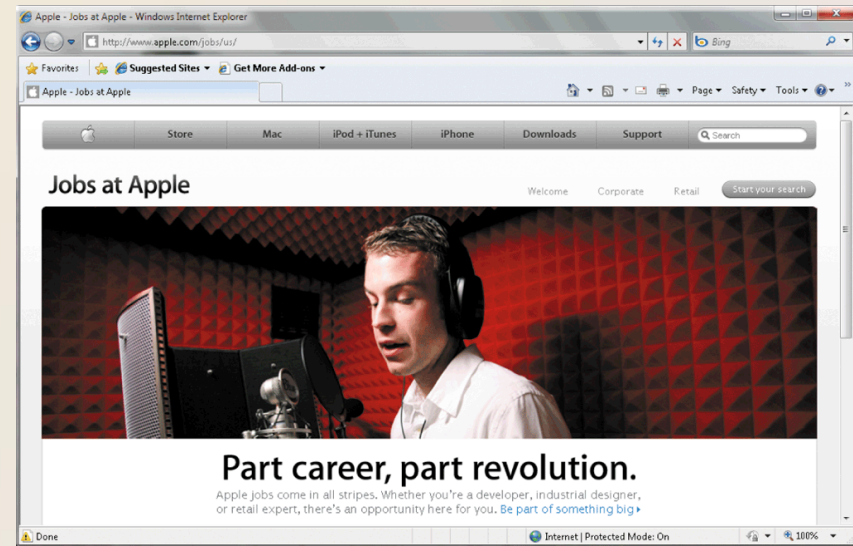 Apple - Jobs at Apple - Windows Internet Explorer
http://www.apple.com/jobs/us/
Bing
Favorites Suggested Sites Get More Add-ons
Apple - Jobs at Apple
Page Safety Tools
Store Mac iPod + iTunes iPhone Downloads Support Search
Jobs at Apple
Welcome Corporate Retail Start your search
Part career, part revolution.
Apple jobs come in all stripes. Whether you're a developer, industrial designer,
or retail expert, there's an opportunity here for you. Be part of something big
Done
Internet | Protected Mode: On
100%